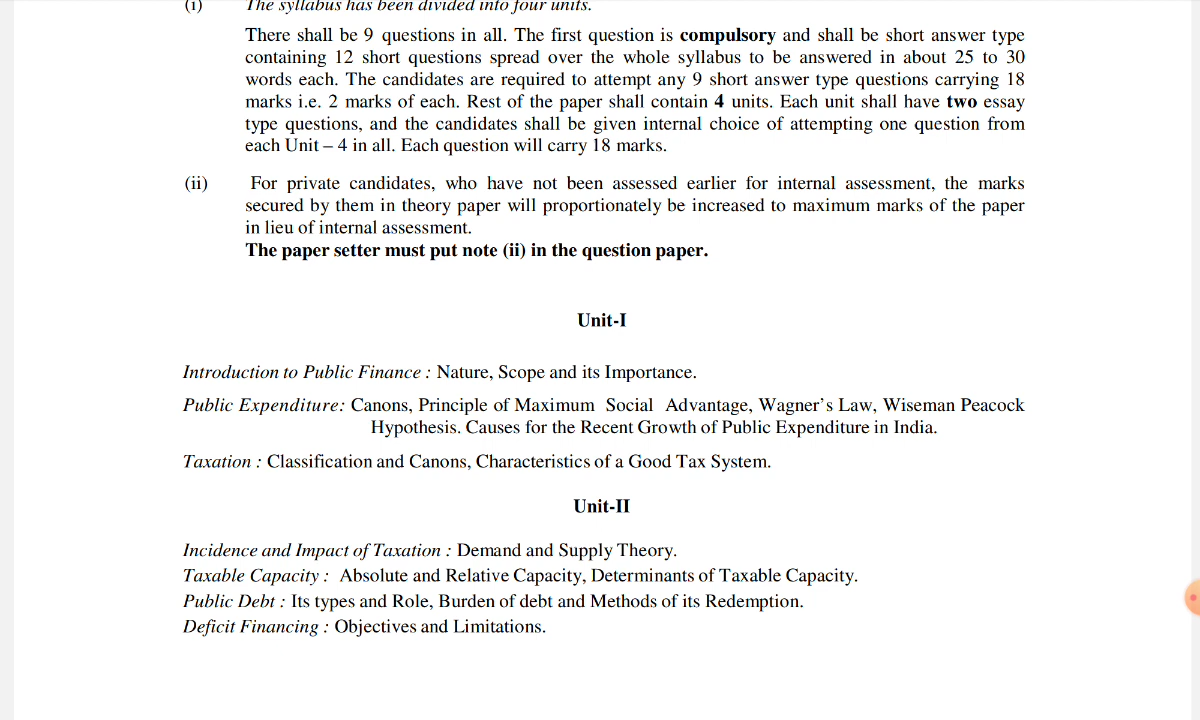 (i) The syllabus has been divided into four units.
There shall be 9 questions in all. The first question is compulsory and shall be short answer type
containing 12 short questions spread over the whole syllabus to be answered in about 25 to 30
words each. The candidates are required to attempt any 9 short answer type questions carrying 18
marks i.e. 2 marks of each. Rest of the paper shall contain 4 units. Each unit shall have two essay
type questions, and the candidates shall be given internal choice of attempting one question from
each Unit – 4 in all. Each question will carry 18 marks.
(ii) For private candidates, who have not been assessed earlier for internal assessment, the marks
secured by them in theory paper will proportionately be increased to maximum marks of the paper
in lieu of internal assessment.
The paper setter must put note (ii) in the question paper.
Unit-I
Introduction to Public Finance : Nature, Scope and its Importance.
Public Expenditure: Canons, Principle of Maximum Social Advantage, Wagner's Law, Wiseman Peacock
Hypothesis. Causes for the Recent Growth of Public Expenditure in India.
Taxation : Classification and Canons, Characteristics of a Good Tax System.
Unit-II
Incidence and Impact of Taxation : Demand and Supply Theory.
Taxable Capacity : Absolute and Relative Capacity, Determinants of Taxable Capacity.
Public Debt : Its types and Role, Burden of debt and Methods of its Redemption.
Deficit Financing : Objectives and Limitations.